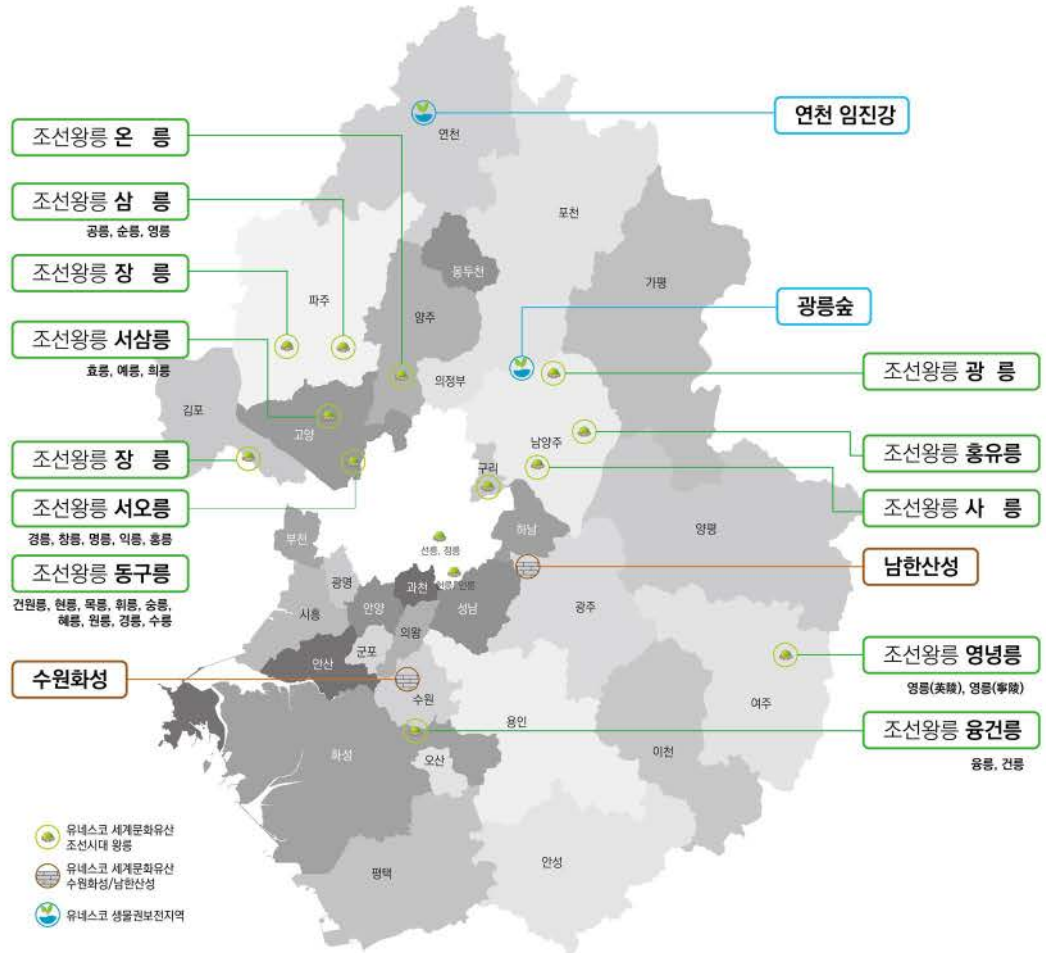 연천 임진강
연천
조선왕릉 온 릉
조선왕릉 삼 릉
공릉, 순릉, 영릉
포천
동두천
조선왕릉 장 릉
가평
파주
양주
광릉숲
조선왕릉 서삼릉
효릉, 예릉, 희릉
의정부
조선왕릉 광 릉
김포
고양
남양주
조선왕릉 홍유릉
조선왕릉 장 릉
구리
조선왕릉 사 릉
조선왕릉 서오릉
경릉, 창릉, 명릉, 익릉, 홍릉
부천
하남
양평
선릉, 정릉
조선왕릉 동구릉
건원릉, 현릉, 목릉, 휘릉, 숭릉,
혜릉, 원릉, 경릉, 수릉
광명
과천
남한산성
시흥
안양
성남
광주
의왕
군포
안산
조선왕릉 영녕릉
영릉(英陵), 영릉(寧陵)
수원화성
수원
여주
용인
조선왕릉 융건릉
융릉, 건릉
화성
오산
이천
유네스코 세계문화유산
조선시대 왕릉
유네스코 세계문화유산
수원화성/남한산성
유네스코 생물권보전지역
평택
안성